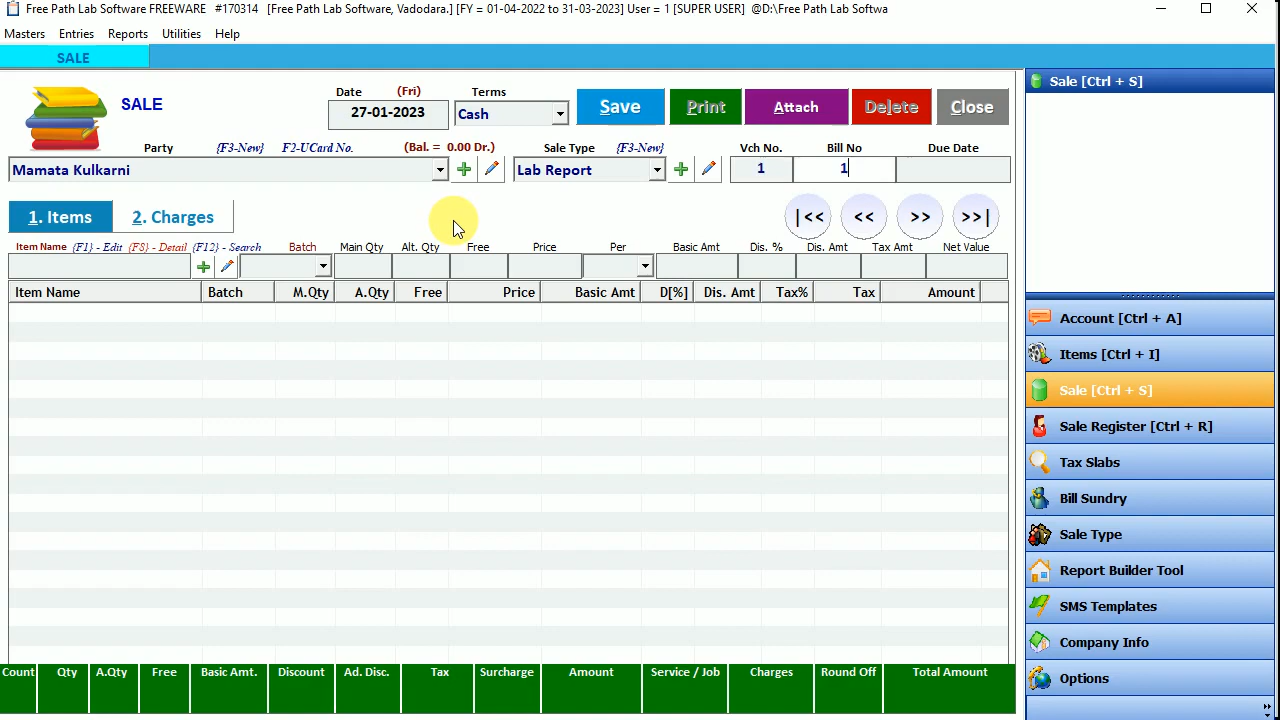 Free Path Lab Software FREEWARE #170314 [Free Path Lab Software, Vadodara.] [FY = 01-04-2022 to 31-03-2023] User = 1 [SUPER USER] @D:\Free Path Lab Softwa
Masters Entries Reports Utilities Help
SALE
Sale [Ctrl + S]
SALE
Date (Fri) Terms
27-01-2023 Cash Save Print Attach Delete Close
Party {F3-New} F2-UCard No. (Bal. = 0.00 Dr.) Sale Type {F3-New} Vch No. Bill No Due Date
Mamata Kulkarni Lab Report 1 1
1. Items 2. Charges |<< << >> >>|
Item Name {F1} - Edit {F8} - Detail {F12} - Search Batch Main Qty Alt. Qty Free Price Per Basic Amt Dis. % Dis. Amt Tax Amt Net Value
Item Name Batch M.Qty A.Qty Free Price Basic Amt D[%] Dis. Amt Tax% Tax Amount
Account [Ctrl + A]
Items [Ctrl + I]
Sale [Ctrl + S]
Sale Register [Ctrl + R]
Tax Slabs
Bill Sundry
Sale Type
Report Builder Tool
SMS Templates
Company Info
Options
Count Qty A.Qty Free Basic Amt. Discount Ad. Disc. Tax Surcharge Amount Service / Job Charges Round Off Total Amount